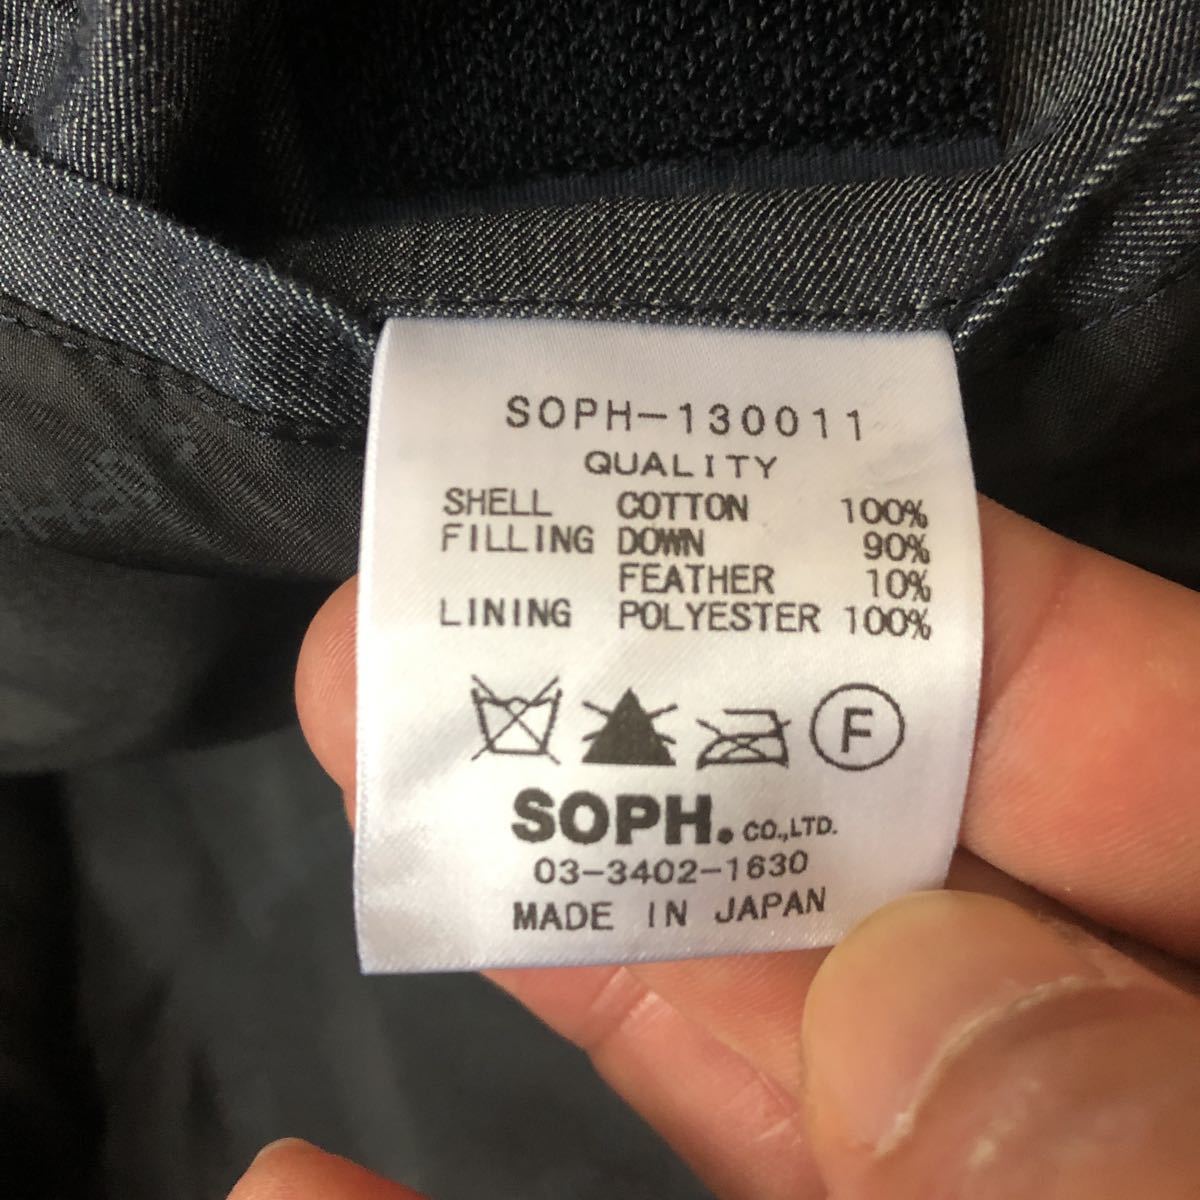 SOPH-130011
QUALITY
SHELL COTTON 100%
FILLING DOWN 90%
FEATHER 10%
LINING POLYESTER 100%
F
SOPH. CO.,LTD.
03-3402-1630
MADE IN JAPAN